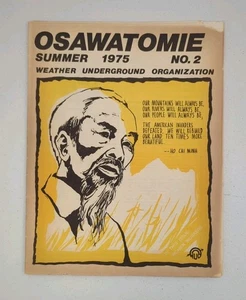 OSAWATOMIE
SUMMER 1975 NO. 2
WEATHER UNDERGROUND ORGANIZATION
OUR MOUNTAINS WILL ALWAYS BE,
OUR RIVERS WILL ALWAYS BE,
OUR PEOPLE WILL ALWAYS BE,
THE AMERICAN INVADERS
DEFEATED, WE WILL REBUILD
OUR LAND TEN TIMES MORE
BEAUTIFUL.
—HO CHI MINH